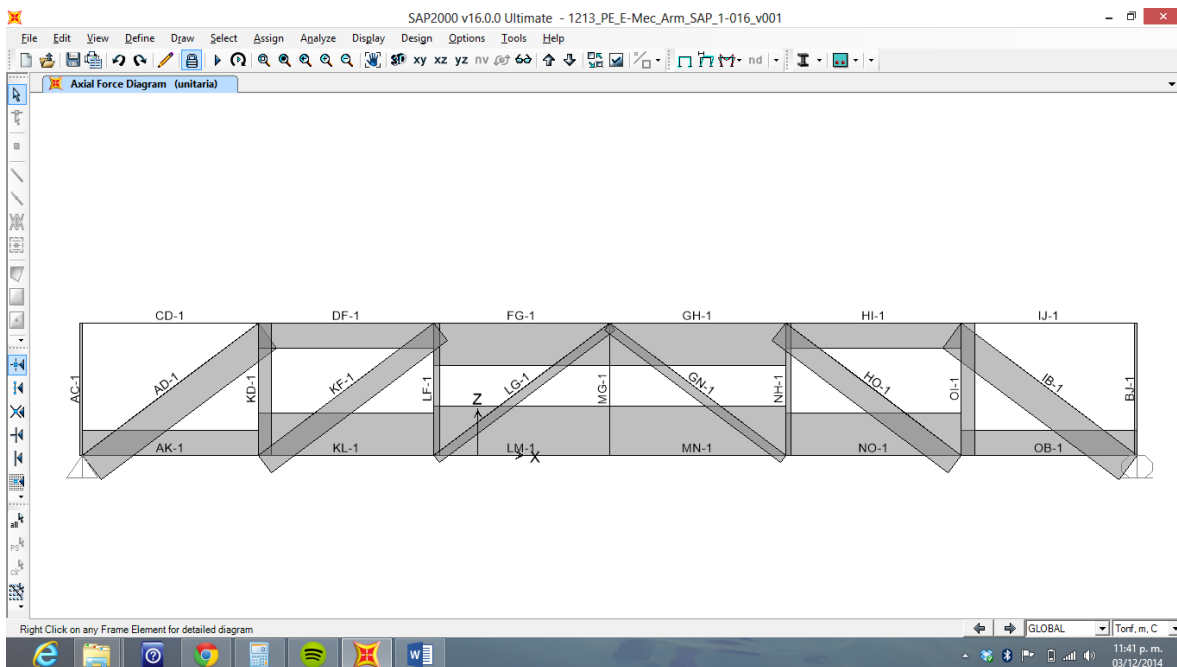 SAP2000 v16.0.0 Ultimate - 1213_PE_E-Mec_Arm_SAP_1-016_v001
File Edit View Define Draw Select Assign Analyze Display Design Options Tools Help
3D xy xz yz nv nd
Axial Force Diagram (unitaria)
CD-1 DF-1 FG-1 GH-1 HI-1 IJ-1
AC-1 AD-1 KD-1 KF-1 LF-1 LG-1 MG-1 GN-1 NH-1 HO-1 OI-1 IB-1 BJ-1
Z
AK-1 KL-1 LM-1 X MN-1 NO-1 OB-1
all
PS
clr
Right Click on any Frame Element for detailed diagram
GLOBAL Tonf, m, C
11:41 p. m.
03/12/2014